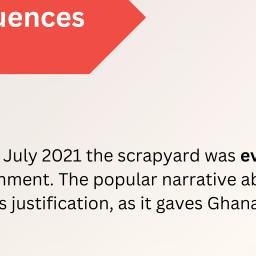 uences
July 2021 the scrapyard was ev
nment. The popular narrative ab
s justification, as it gaves Ghana